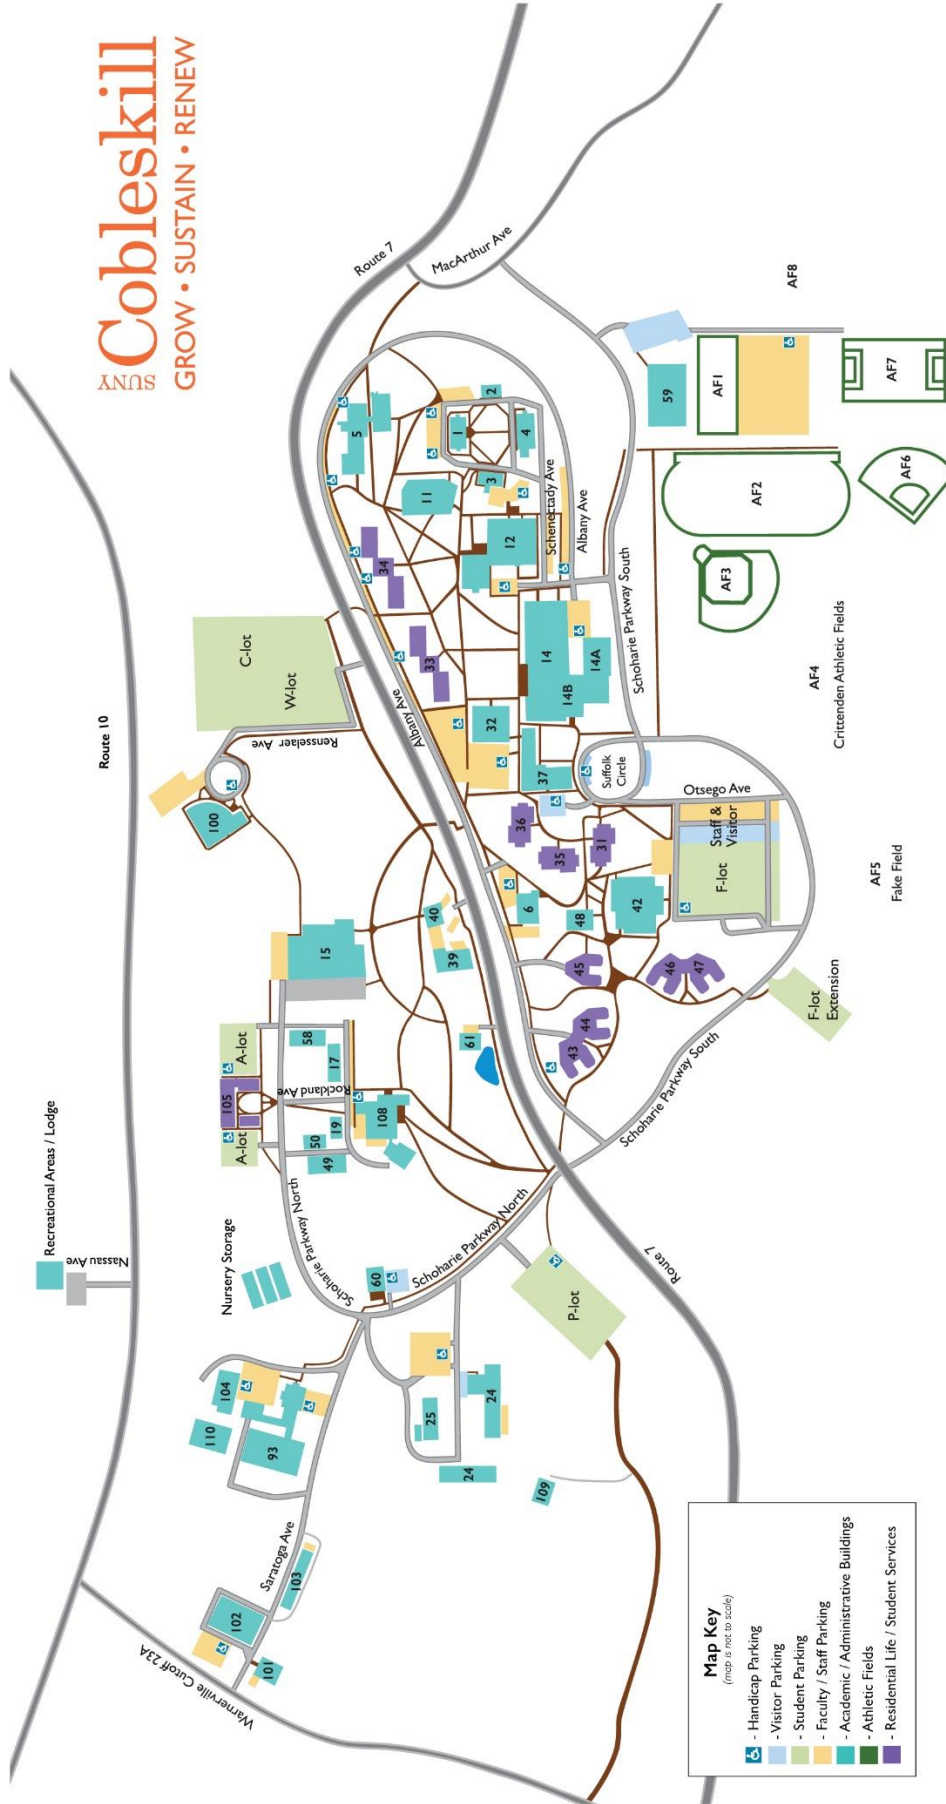 SUNY Cobleskill
GROW • SUSTAIN • RENEW
Route 10
Recreational Areas / Lodge
Nassau Ave
Nursery Storage
Route 7
MacArthur Ave
C-lot
W-lot
Rensselaer Ave
100
15
A-lot
105
A-lot
58
17
Rockland Ave
19
50
49
108
Schoharie Parkway North
Schoharie Parkway North
60
61
39
40
P-lot
Route 7
104
110
93
25
24
24
109
Saratoga Ave
103
102
101
Warnerville Cutoff 23A
5
1
2
3
4
11
12
34
33
Albany Ave
Schenectady Ave
Albany Ave
Schoharie Parkway South
14
14A
14B
32
37
Suffolk
Circle
36
35
31
6
48
42
45
46
47
44
43
Otsego Ave
Staff &
Visitor
F-lot
F-lot
Extension
Schoharie Parkway South
59
AF1
AF2
AF3
AF4
Crittenden Athletic Fields
AF5
Fake Field
AF6
AF7
AF8
Map Key
(map is not to scale)
- Handicap Parking
- Visitor Parking
- Student Parking
- Faculty / Staff Parking
- Academic / Administrative Buildings
- Athletic Fields
- Residential Life / Student Services